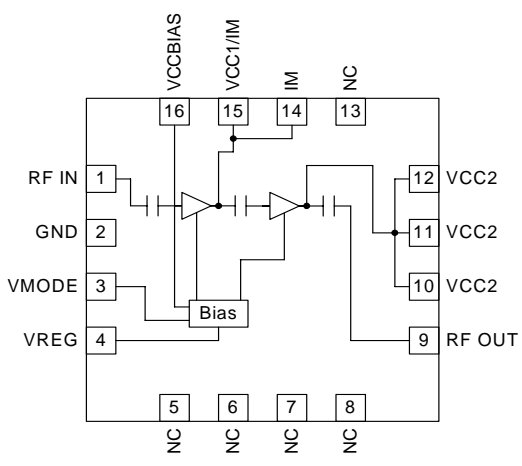 VCCBIAS
VCC1/IM
IM
NC
16
15
14
13
RF IN
1
GND
2
VMODE
3
VREG
4
Bias
12
VCC2
11
VCC2
10
VCC2
9
RF OUT
5
6
7
8
NC
NC
NC
NC